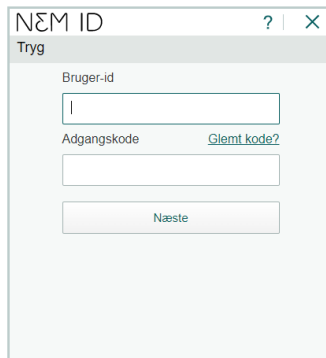 NEM ID ?
Tryg
Bruger-id
Adgangskode Glemt kode?
Næste